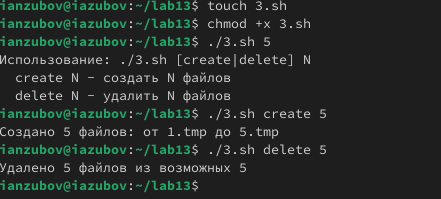 ianzubov@iazubov:~/lab13$ touch 3.sh
ianzubov@iazubov:~/lab13$ chmod +x 3.sh
ianzubov@iazubov:~/lab13$ ./3.sh 5
Использование: ./3.sh [create|delete] N
  create N – создать N файлов
  delete N – удалить N файлов
ianzubov@iazubov:~/lab13$ ./3.sh create 5
Создано 5 файлов: от 1.tmp до 5.tmp
ianzubov@iazubov:~/lab13$ ./3.sh delete 5
Удалено 5 файлов из возможных 5
ianzubov@iazubov:~/lab13$